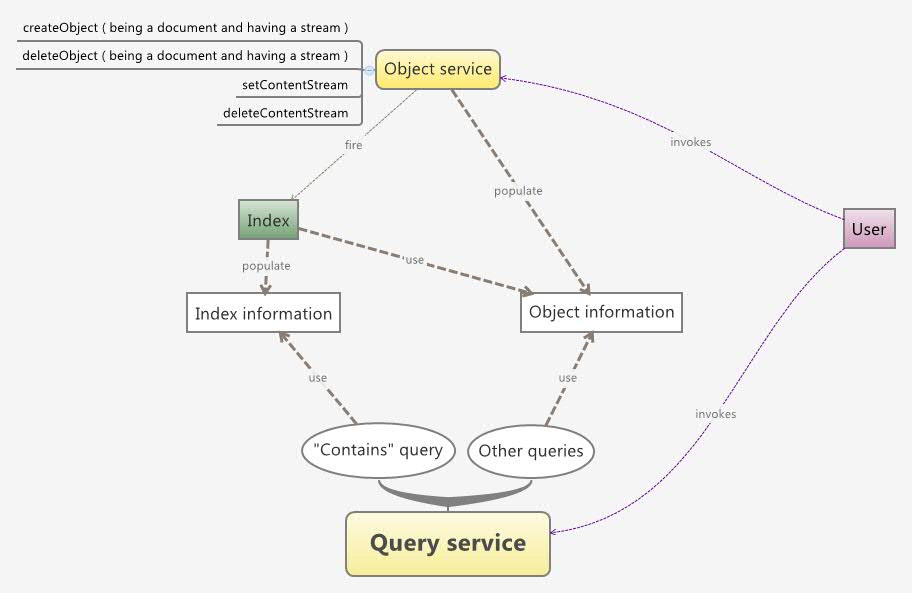 createObject ( being a document and having a stream )
deleteObject ( being a document and having a stream )
Object service
setContentStream
deleteContentStream
fire
invokes
populate
Index
User
populate
use
Index information
Object information
use
use
invokes
"Contains" query
Other queries
Query service